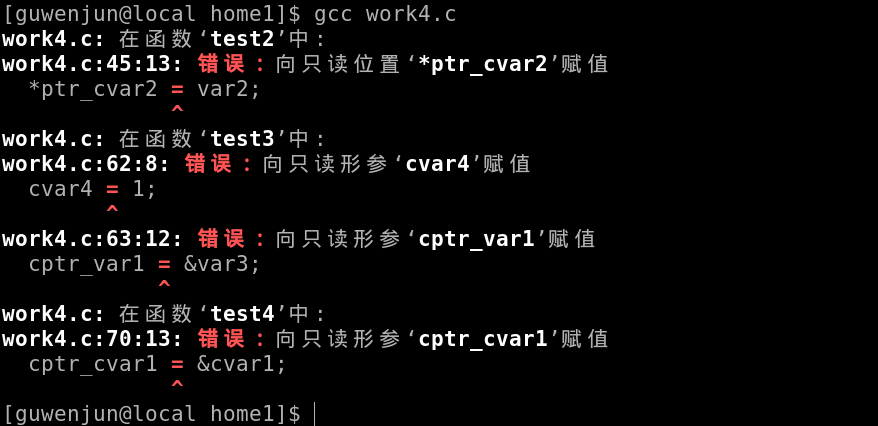 [guwenjun@local home1]$ gcc work4.c
work4.c: 在函数‘test2’中:
work4.c:45:13: 错误：向只读位置‘*ptr_cvar2’赋值
  *ptr_cvar2 = var2;
             ^
work4.c: 在函数‘test3’中:
work4.c:62:8: 错误：向只读形参‘cvar4’赋值
  cvar4 = 1;
        ^
work4.c:63:12: 错误：向只读形参‘cptr_var1’赋值
  cptr_var1 = &var3;
            ^
work4.c: 在函数‘test4’中:
work4.c:70:13: 错误：向只读形参‘cptr_cvar1’赋值
  cptr_cvar1 = &cvar1;
             ^
[guwenjun@local home1]$